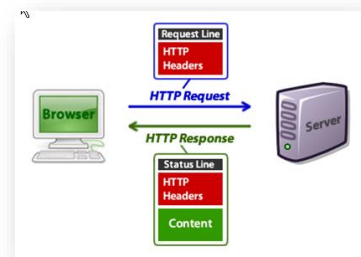 Request Line
HTTP
Headers
HTTP Request
Browser
Server
HTTP Response
Status Line
HTTP
Headers
Content